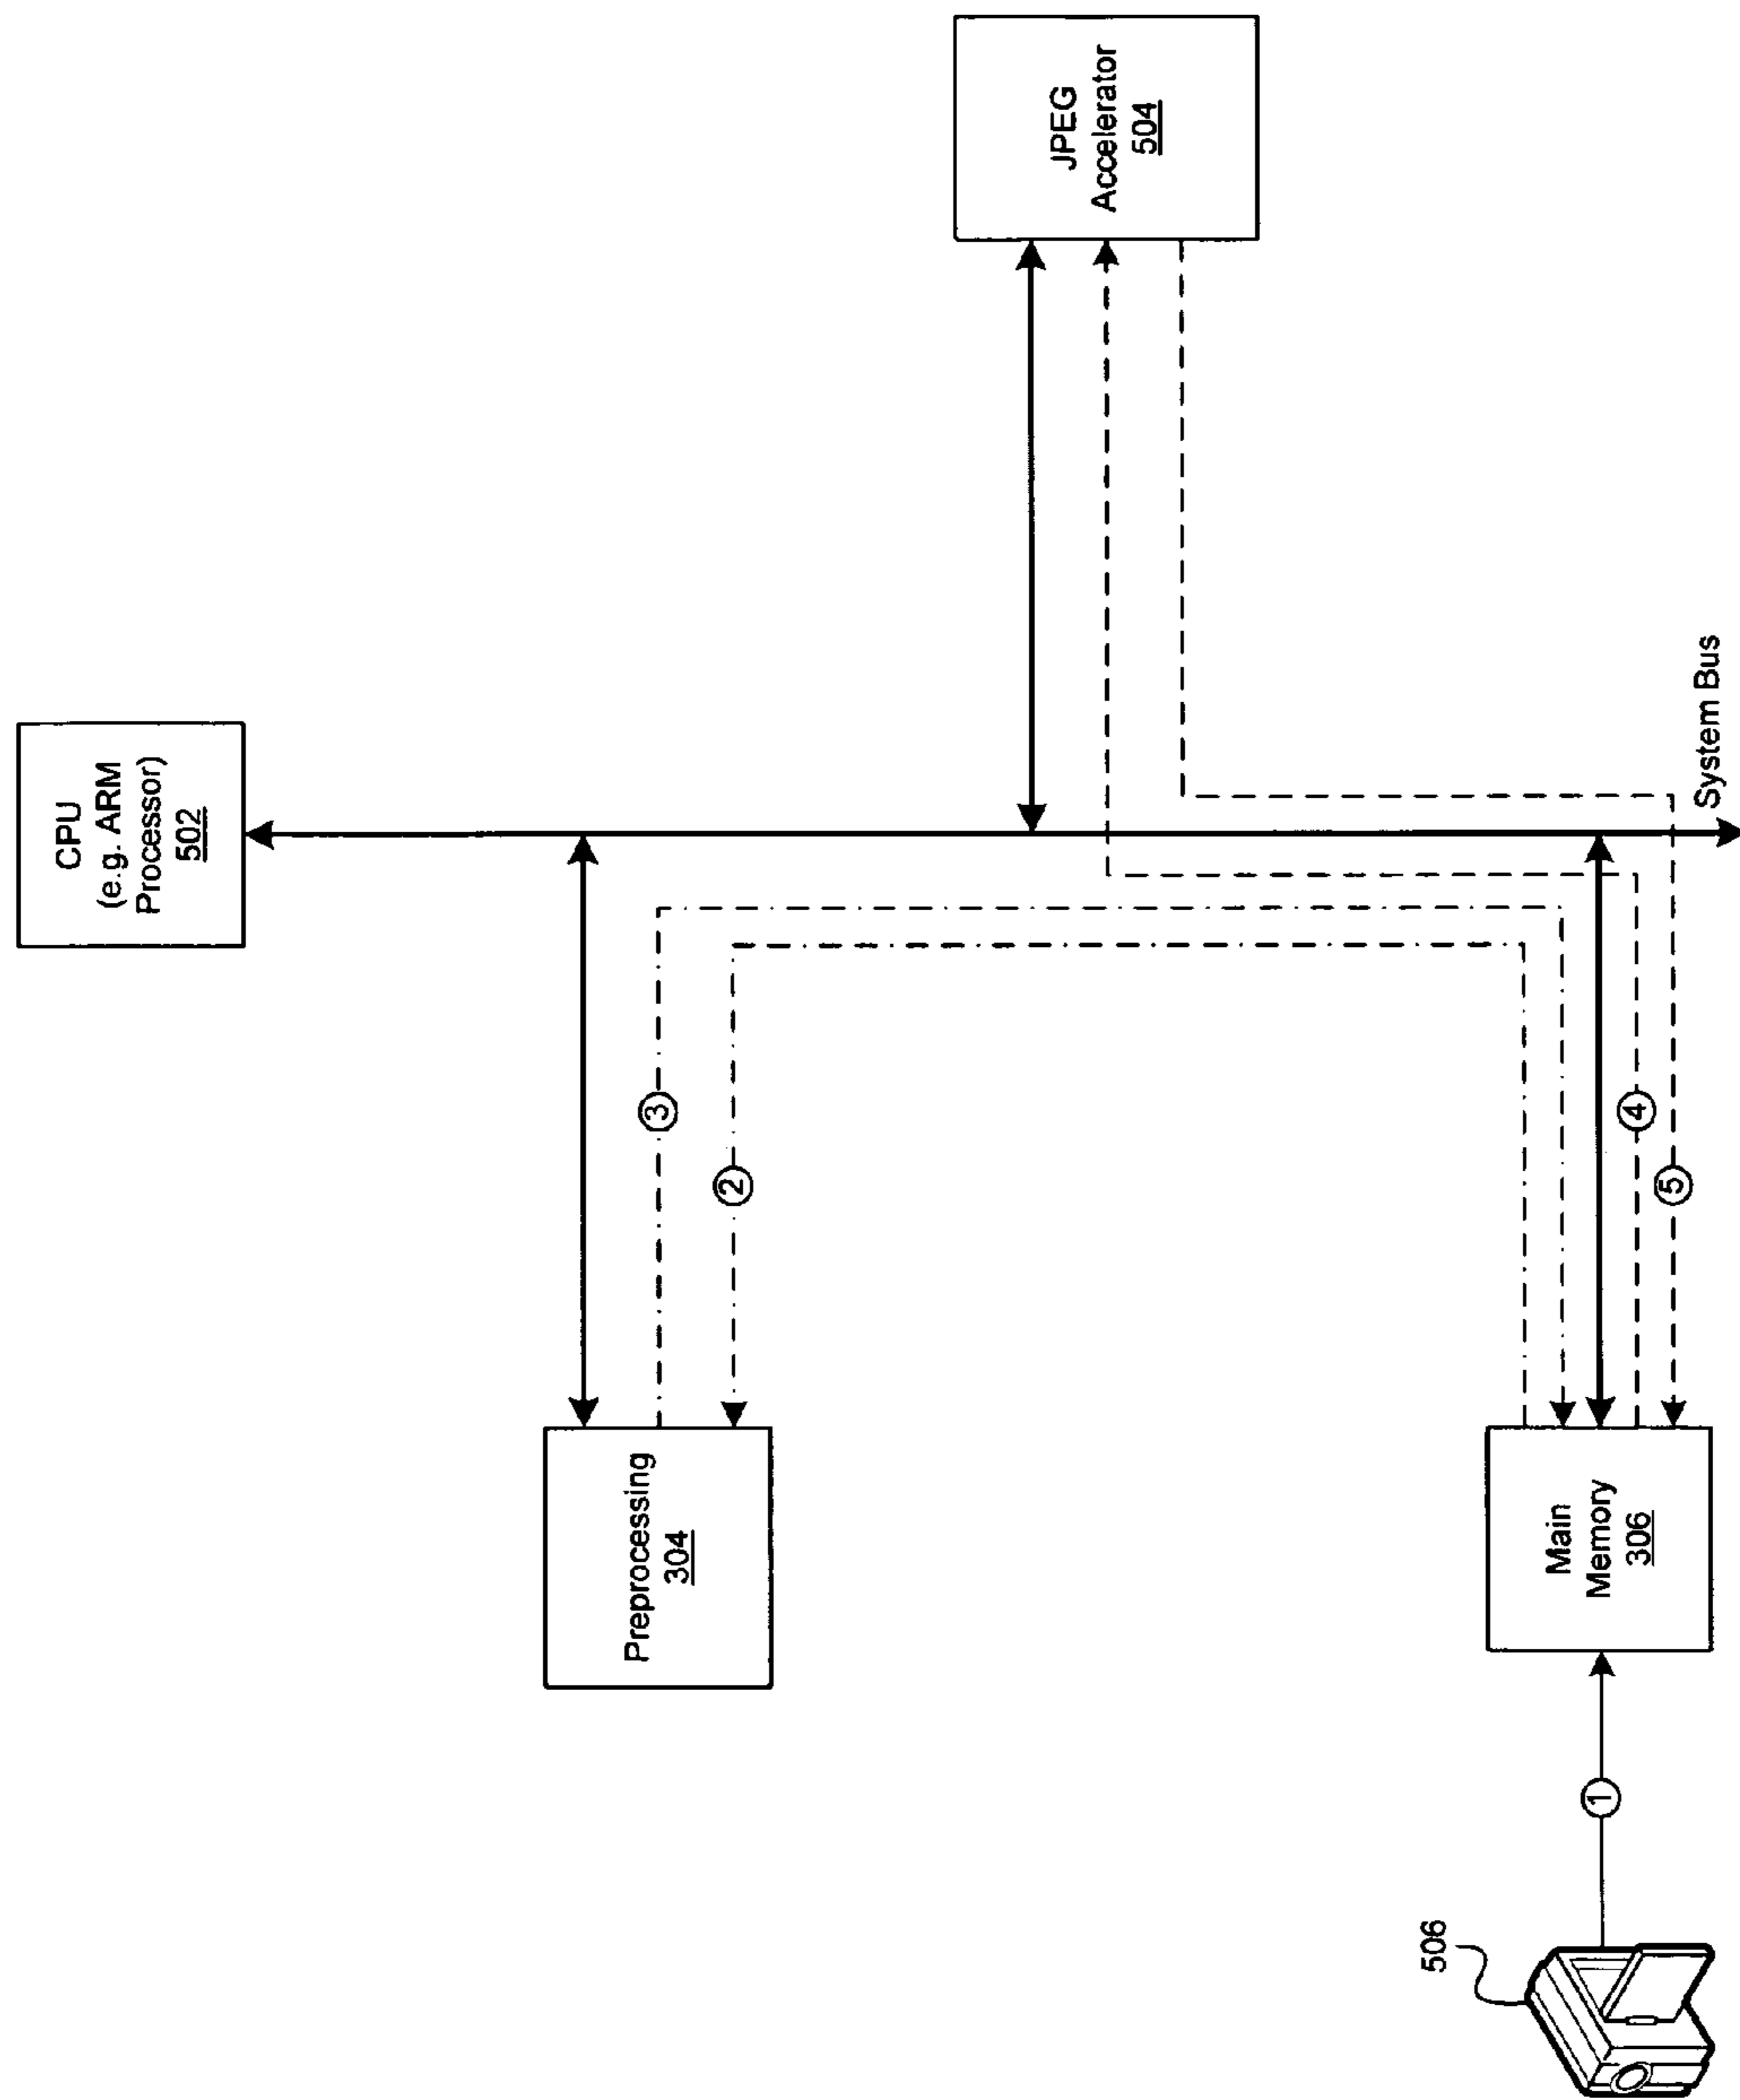 CPU
(e.g. ARM
Processor)
502
Preprocessing
304
3
2
JPEG
Accelerator
504
506
1
Main
Memory
306
4
5
System Bus